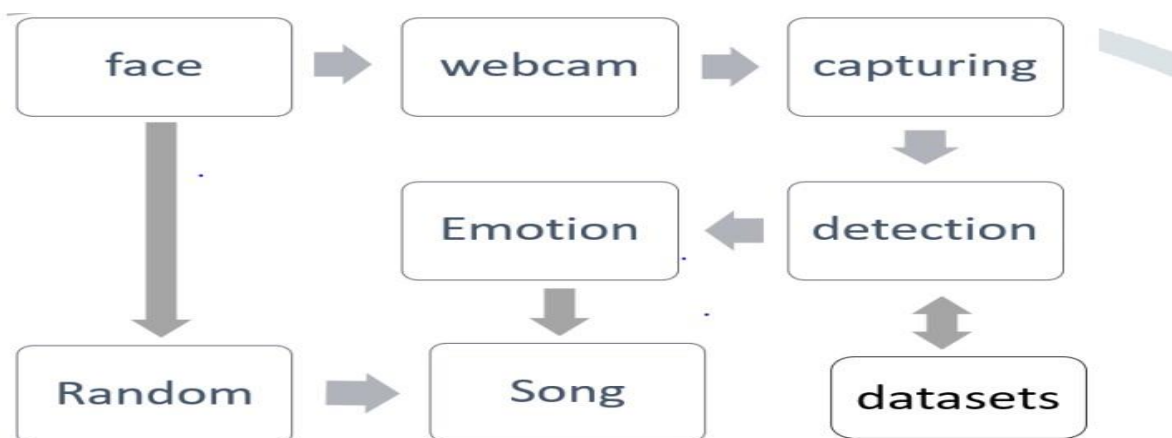 face
webcam
capturing
Emotion
detection
Random
Song
datasets